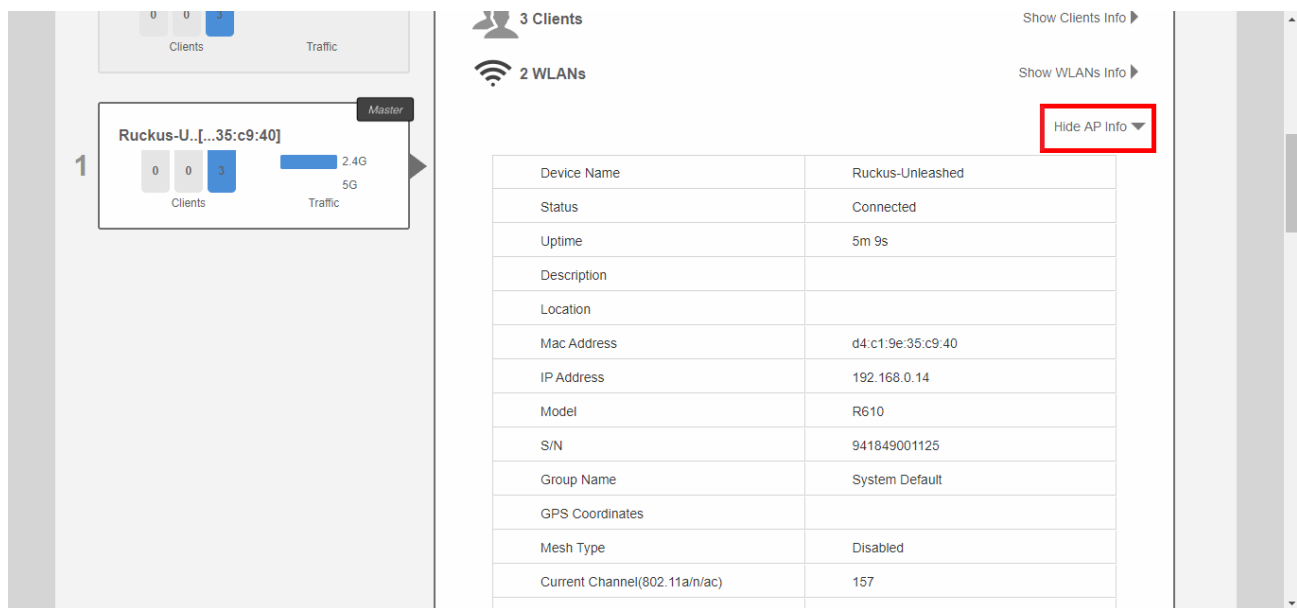 0 0 3
Clients Traffic
Master
Ruckus-U..[...35:c9:40]
1
0 0 3
2.4G
5G
Clients Traffic
3 Clients Show Clients Info
2 WLANs Show WLANs Info
Hide AP Info
Device Name Ruckus-Unleashed
Status Connected
Uptime 5m 9s
Description
Location
Mac Address d4:c1:9e:35:c9:40
IP Address 192.168.0.14
Model R610
S/N 941849001125
Group Name System Default
GPS Coordinates
Mesh Type Disabled
Current Channel(802.11a/n/ac) 157